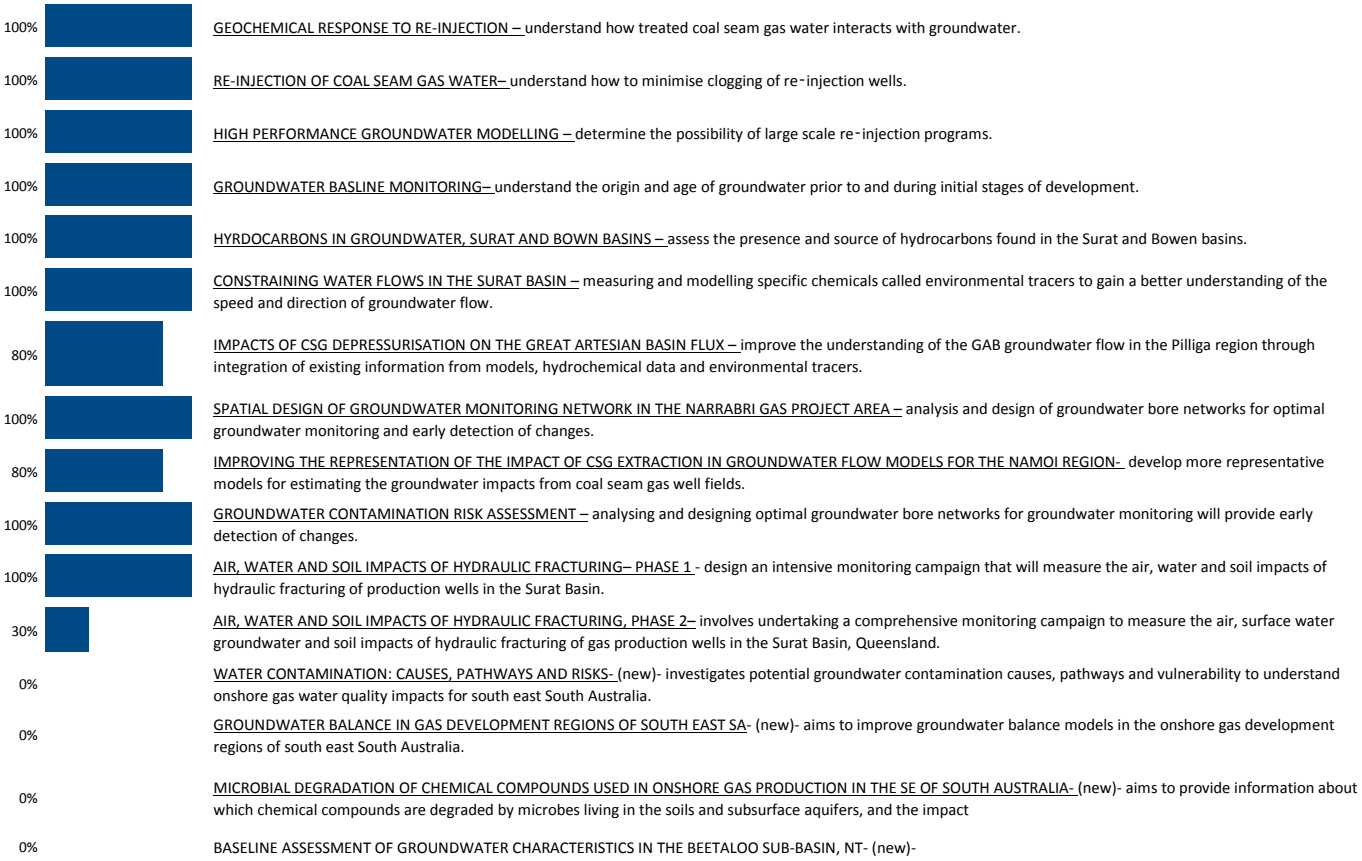 100% GEOCHEMICAL RESPONSE TO RE-INJECTION – understand how treated coal seam gas water interacts with groundwater.
100% RE-INJECTION OF COAL SEAM GAS WATER– understand how to minimise clogging of re-injection wells.
100% HIGH PERFORMANCE GROUNDWATER MODELLING – determine the possibility of large scale re-injection programs.
100% GROUNDWATER BASLINE MONITORING– understand the origin and age of groundwater prior to and during initial stages of development.
100% HYRDOCARBONS IN GROUNDWATER, SURAT AND BOWN BASINS – assess the presence and source of hydrocarbons found in the Surat and Bowen basins.
100% CONSTRAINING WATER FLOWS IN THE SURAT BASIN – measuring and modelling specific chemicals called environmental tracers to gain a better understanding of the
speed and direction of groundwater flow.
80% IMPACTS OF CSG DEPRESSURISATION ON THE GREAT ARTESIAN BASIN FLUX – improve the understanding of the GAB groundwater flow in the Pilliga region through
integration of existing information from models, hydrochemical data and environmental tracers.
100% SPATIAL DESIGN OF GROUNDWATER MONITORING NETWORK IN THE NARRABRI GAS PROJECT AREA – analysis and design of groundwater bore networks for optimal
groundwater monitoring and early detection of changes.
80% IMPROVING THE REPRESENTATION OF THE IMPACT OF CSG EXTRACTION IN GROUNDWATER FLOW MODELS FOR THE NAMOI REGION- develop more representative
models for estimating the groundwater impacts from coal seam gas well fields.
100% GROUNDWATER CONTAMINATION RISK ASSESSMENT – analysing and designing optimal groundwater bore networks for groundwater monitoring will provide early
detection of changes.
100% AIR, WATER AND SOIL IMPACTS OF HYDRAULIC FRACTURING– PHASE 1 - design an intensive monitoring campaign that will measure the air, water and soil impacts of
hydraulic fracturing of production wells in the Surat Basin.
30% AIR, WATER AND SOIL IMPACTS OF HYDRAULIC FRACTURING, PHASE 2– involves undertaking a comprehensive monitoring campaign to measure the air, surface water
groundwater and soil impacts of hydraulic fracturing of gas production wells in the Surat Basin, Queensland.
0% WATER CONTAMINATION: CAUSES, PATHWAYS AND RISKS- (new)- investigates potential groundwater contamination causes, pathways and vulnerability to understand
onshore gas water quality impacts for south east South Australia.
0% GROUNDWATER BALANCE IN GAS DEVELOPMENT REGIONS OF SOUTH EAST SA- (new)- aims to improve groundwater balance models in the onshore gas development
regions of south east South Australia.
0% MICROBIAL DEGRADATION OF CHEMICAL COMPOUNDS USED IN ONSHORE GAS PRODUCTION IN THE SE OF SOUTH AUSTRALIA- (new)- aims to provide information about
which chemical compounds are degraded by microbes living in the soils and subsurface aquifers, and the impact
0% BASELINE ASSESSMENT OF GROUNDWATER CHARACTERISTICS IN THE BEETALOO SUB-BASIN, NT- (new)-